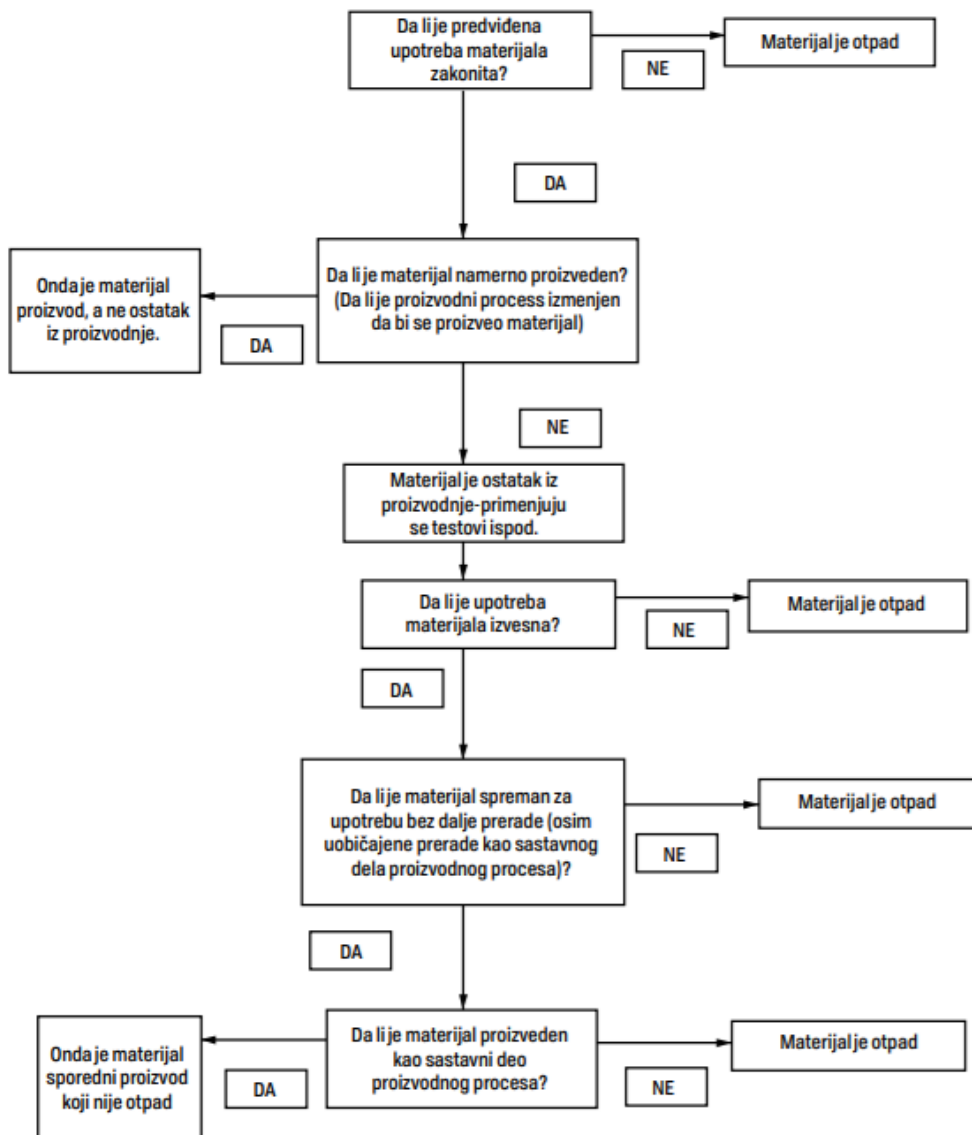 Da li je predviđena
upotreba materijala
zakonita?
Materijal je otpad
NE
DA
Onda je materijal
proizvod, a ne ostatak
iz proizvodnje.
Da li je materijal namerno proizveden?
(Da li je proizvodni process izmenjen
da bi se proizveo materijal)
DA
NE
Materijal je ostatak iz
proizvodnje-primenjuju
se testovi ispod.
Da li je upotreba
materijala izvesna?
Materijal je otpad
NE
DA
Da li je materijal spreman za
upotrebu bez dalje prerade (osim
uobičajene prerade kao sastavnog
dela proizvodnog procesa)?
Materijal je otpad
NE
DA
Onda je materijal
sporedni proizvod
koji nije otpad
Da li je materijal proizveden
kao sastavni deo
proizvodnog procesa?
Materijal je otpad
DA
NE